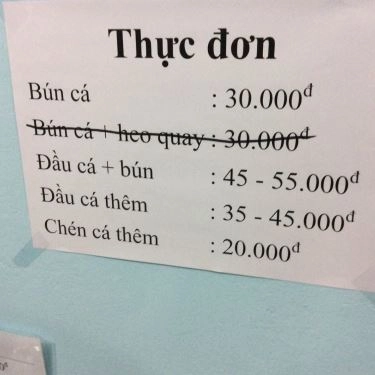 Thực đơn
Bún cá : 30.000đ
Bún cá + heo quay : 30.000đ
Đầu cá + bún : 45 - 55.000đ
Đầu cá thêm : 35 - 45.000đ
Chén cá thêm : 20.000đ